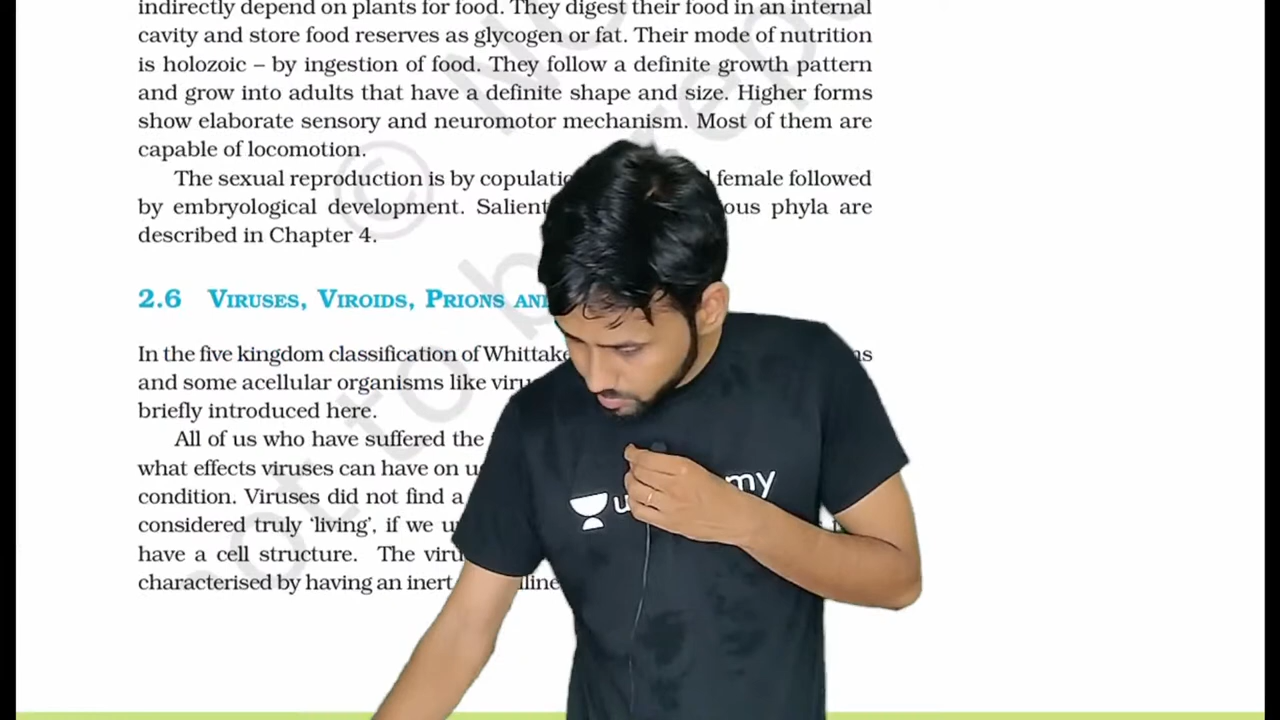 indirectly depend on plants for food. They digest their food in an internal
cavity and store food reserves as glycogen or fat. Their mode of nutrition
is holozoic – by ingestion of food. They follow a definite growth pattern
and grow into adults that have a definite shape and size. Higher forms
show elaborate sensory and neuromotor mechanism. Most of them are
capable of locomotion.
The sexual reproduction is by female followed
by embryological development. Salient phyla are
described in Chapter 4.
2.6 Viruses, Viroids, Prions and
In the five kingdom classification of
and some acellular organisms like
briefly introduced here.
All of us who have suffered the
what effects viruses can have on
condition. Viruses did not find a
considered truly ‘living’, if we
have a cell structure. The
characterised by having an inert